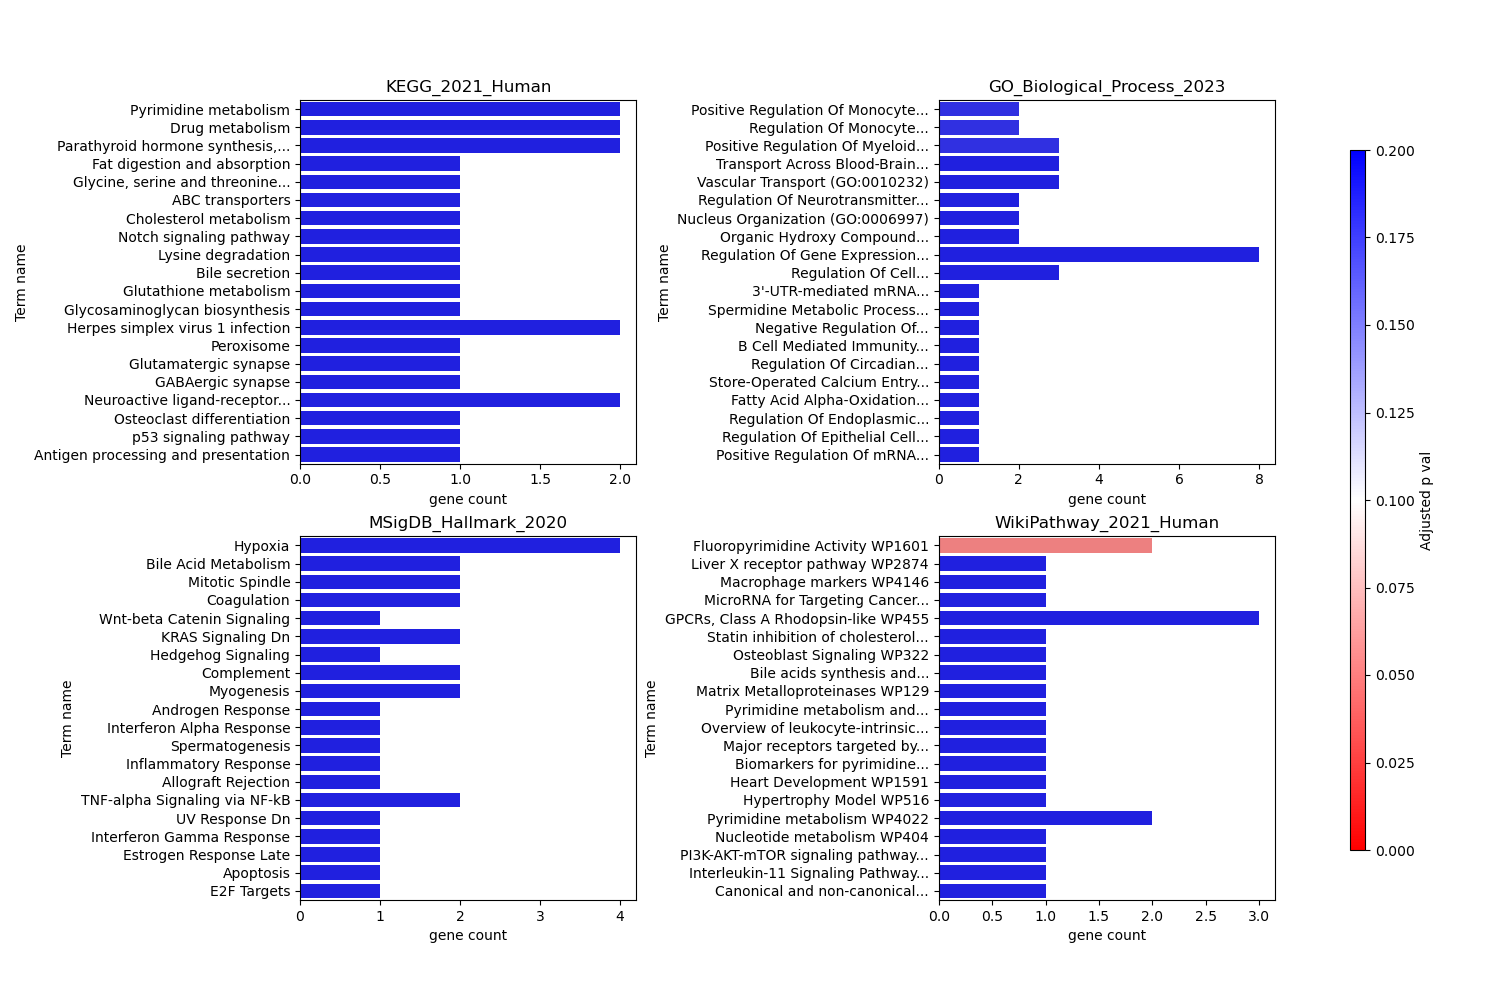 KEGG_2021_Human
Pyrimidine metabolism
Drug metabolism
Parathyroid hormone synthesis,...
Fat digestion and absorption
Glycine, serine and threonine...
ABC transporters
Cholesterol metabolism
Notch signaling pathway
Lysine degradation
Bile secretion
Glutathione metabolism
Glycosaminoglycan biosynthesis
Herpes simplex virus 1 infection
Peroxisome
Glutamatergic synapse
GABAergic synapse
Neuroactive ligand-receptor...
Osteoclast differentiation
p53 signaling pathway
Antigen processing and presentation
Term name
0.0 0.5 1.0 1.5 2.0
gene count
GO_Biological_Process_2023
Positive Regulation Of Monocyte...
Regulation Of Monocyte...
Positive Regulation Of Myeloid...
Transport Across Blood-Brain...
Vascular Transport (GO:0010232)
Regulation Of Neurotransmitter...
Nucleus Organization (GO:0006997)
Organic Hydroxy Compound...
Regulation Of Gene Expression...
Regulation Of Cell...
3'-UTR-mediated mRNA...
Spermidine Metabolic Process...
Negative Regulation Of...
B Cell Mediated Immunity...
Regulation Of Circadian...
Store-Operated Calcium Entry...
Fatty Acid Alpha-Oxidation...
Regulation Of Endoplasmic...
Regulation Of Epithelial Cell...
Positive Regulation Of mRNA...
Term name
0 2 4 6 8
gene count
MSigDB_Hallmark_2020
Hypoxia
Bile Acid Metabolism
Mitotic Spindle
Coagulation
Wnt-beta Catenin Signaling
KRAS Signaling Dn
Hedgehog Signaling
Complement
Myogenesis
Androgen Response
Interferon Alpha Response
Spermatogenesis
Inflammatory Response
Allograft Rejection
TNF-alpha Signaling via NF-kB
UV Response Dn
Interferon Gamma Response
Estrogen Response Late
Apoptosis
E2F Targets
Term name
0 1 2 3 4
gene count
WikiPathway_2021_Human
Fluoropyrimidine Activity WP1601
Liver X receptor pathway WP2874
Macrophage markers WP4146
MicroRNA for Targeting Cancer...
GPCRs, Class A Rhodopsin-like WP455
Statin inhibition of cholesterol...
Osteoblast Signaling WP322
Bile acids synthesis and...
Matrix Metalloproteinases WP129
Pyrimidine metabolism and...
Overview of leukocyte-intrinsic...
Major receptors targeted by...
Biomarkers for pyrimidine...
Heart Development WP1591
Hypertrophy Model WP516
Pyrimidine metabolism WP4022
Nucleotide metabolism WP404
PI3K-AKT-mTOR signaling pathway...
Interleukin-11 Signaling Pathway...
Canonical and non-canonical...
Term name
0.0 0.5 1.0 1.5 2.0 2.5 3.0
gene count
0.200
0.175
0.150
0.125
0.100
0.075
0.050
0.025
0.000
Adjusted p val